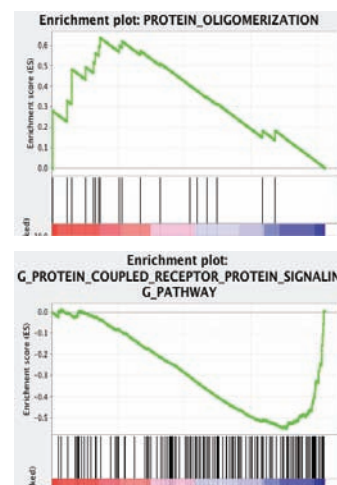 Enrichment plot: PROTEIN_OLIGOMERIZATION
Enrichment score (ES)
0.6
0.5
0.4
0.3
0.2
0.1
0.0
Enrichment plot:
G_PROTEIN_COUPLED_RECEPTOR_PROTEIN_SIGNALIN
G_PATHWAY
Enrichment score (ES)
0.0
-0.1
-0.2
-0.3
-0.4
-0.5
ked)